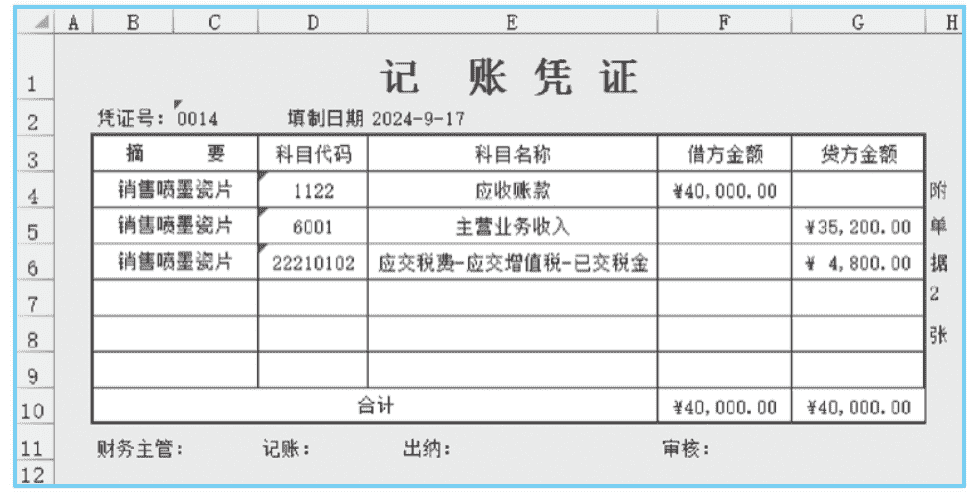 A B C D E F G H
1 记 账 凭 证
2 凭证号： 0014 填制日期 2024-9-17
3 摘 要 科目代码 科目名称 借方金额 贷方金额
4 销售喷墨瓷片 1122 应收账款 ¥40,000.00 附
5 销售喷墨瓷片 6001 主营业务收入 ¥35,200.00 单
6 销售喷墨瓷片 22210102 应交税费-应交增值税-已交税金 ¥ 4,800.00 据
7 2
8 张
9
10 合计 ¥40,000.00 ¥40,000.00
11 财务主管： 记账： 出纳： 审核：
12